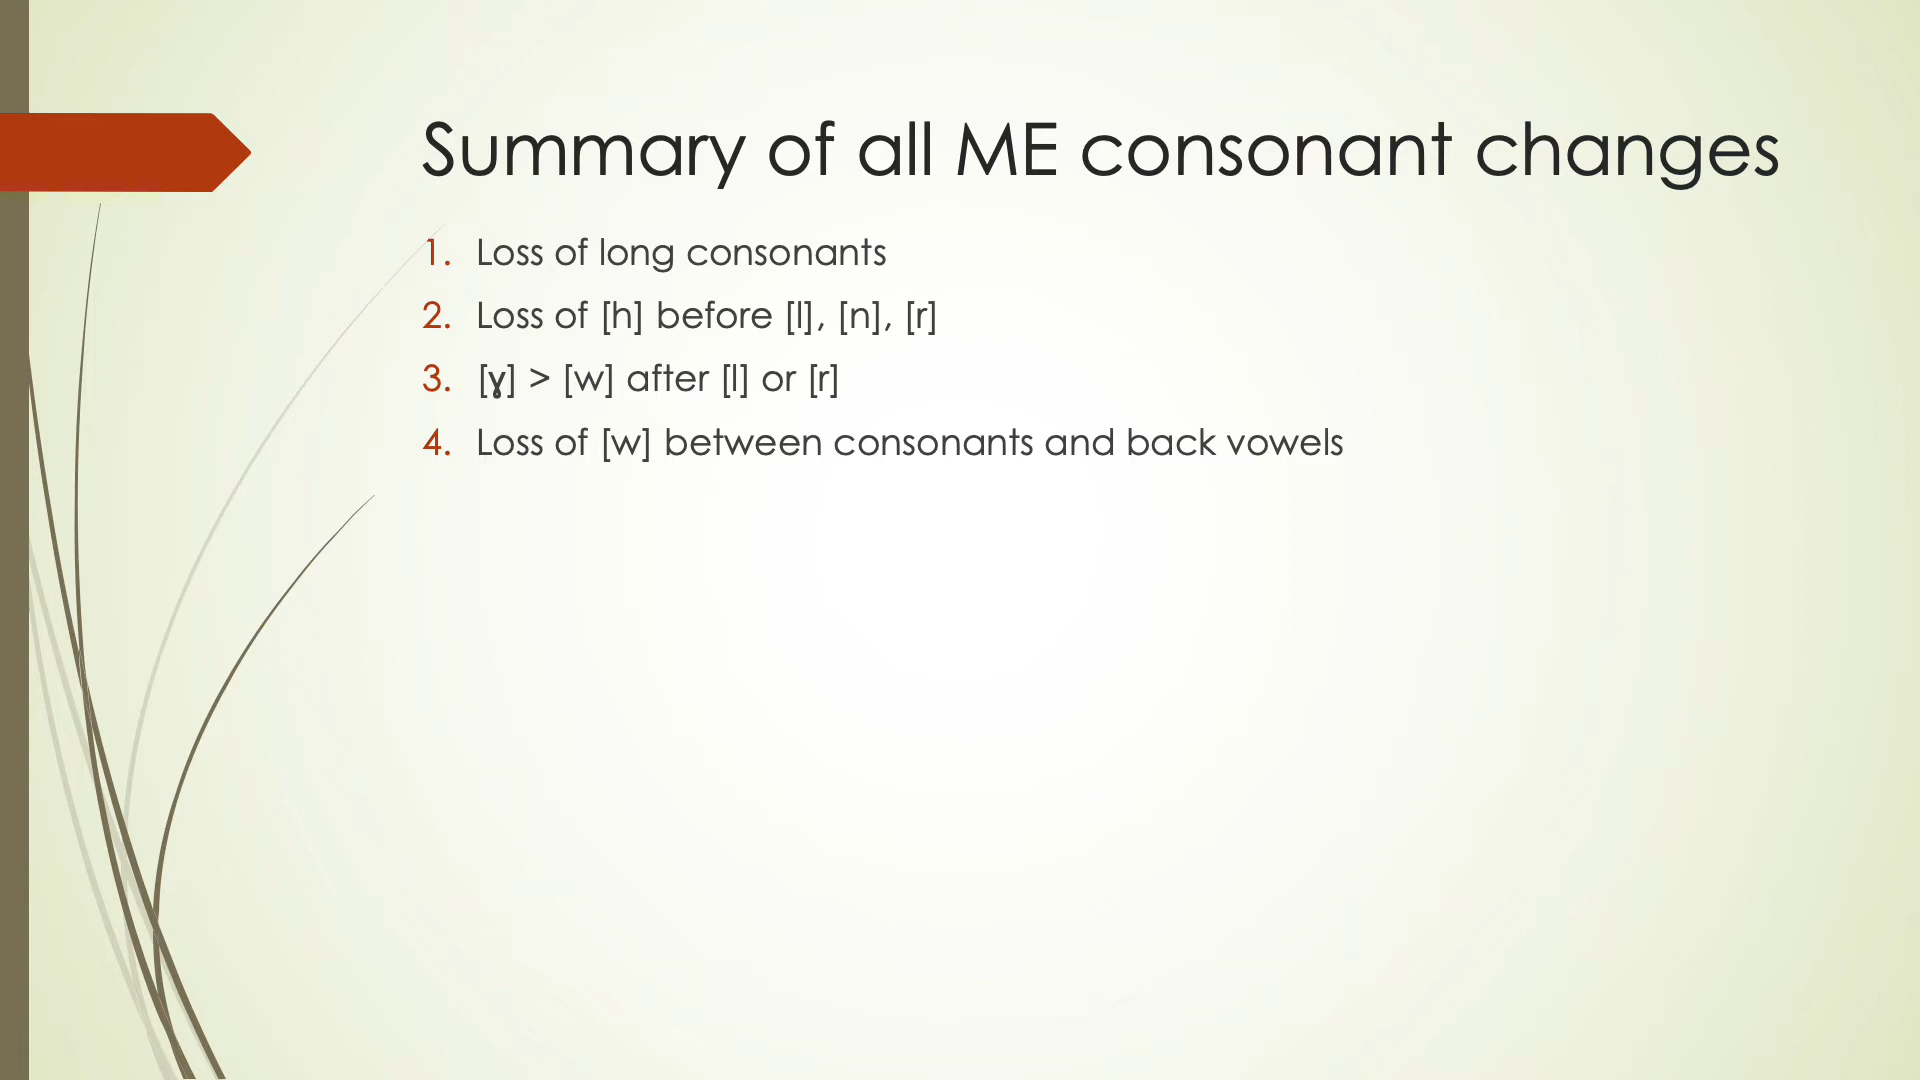 Summary of all ME consonant changes
1. Loss of long consonants
2. Loss of [h] before [l], [n], [r]
3. [ɣ] > [w] after [l] or [r]
4. Loss of [w] between consonants and back vowels